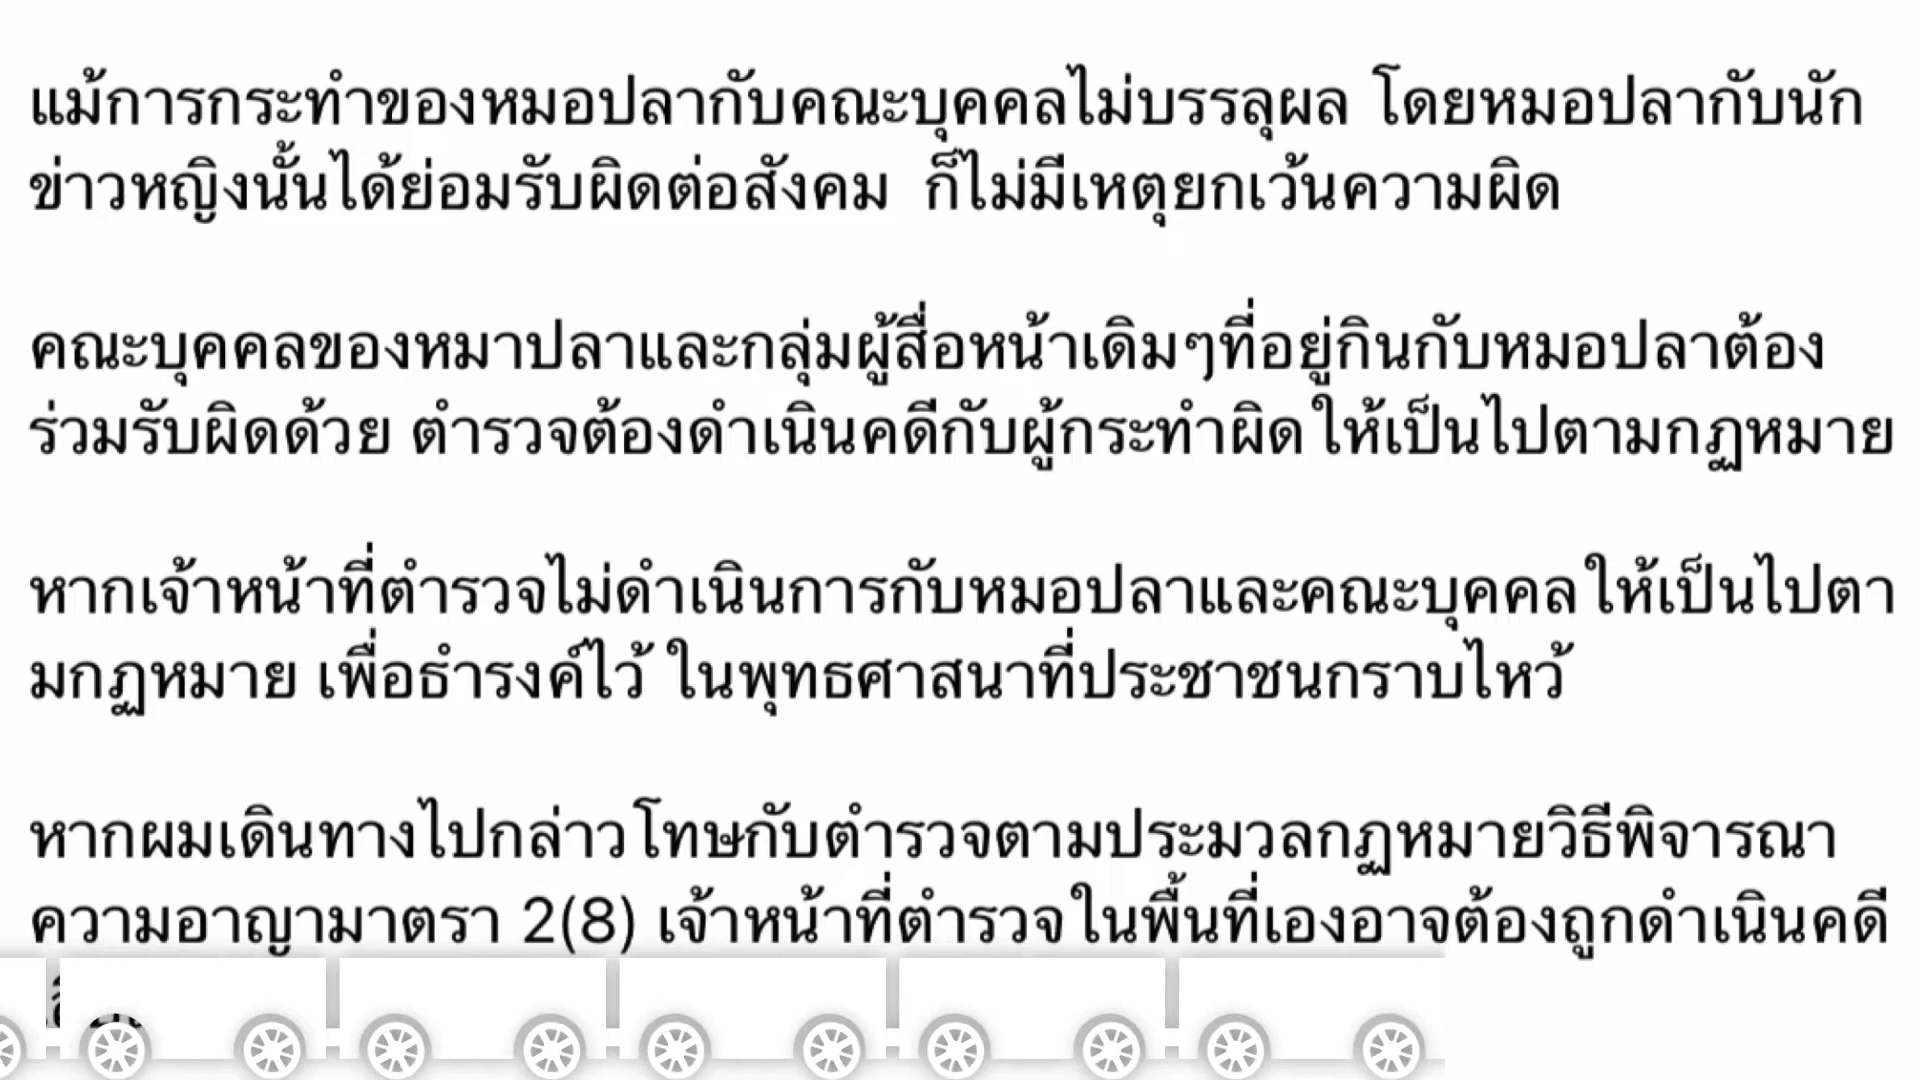 แม้การกระทำของหมอปลากับคณะบุคคลไม่บรรลุผล โดยหมอปลากับนัก
ข่าวหญิงนั้นได้ย่อมรับผิดต่อสังคม ก็ไม่มีเหตุยกเว้นความผิด
คณะบุคคลของหมาปลาและกลุ่มผู้สื่อหน้าเดิมๆที่อยู่กินกับหมอปลาต้อง
ร่วมรับผิดด้วย ตำรวจต้องดำเนินคดีกับผู้กระทำผิดให้เป็นไปตามกฏหมาย
หากเจ้าหน้าที่ตำรวจไม่ดำเนินการกับหมอปลาและคณะบุคคลให้เป็นไปตา
มกฏหมาย เพื่อธำรงค์ไว้ ในพุทธศาสนาที่ประชาชนกราบไหว้
หากผมเดินทางไปกล่าวโทษกับตำรวจตามประมวลกฏหมายวิธีพิจารณา
ความอาญามาตรา 2(8) เจ้าหน้าที่ตำรวจในพื้นที่เองอาจต้องถูกดำเนินคดี